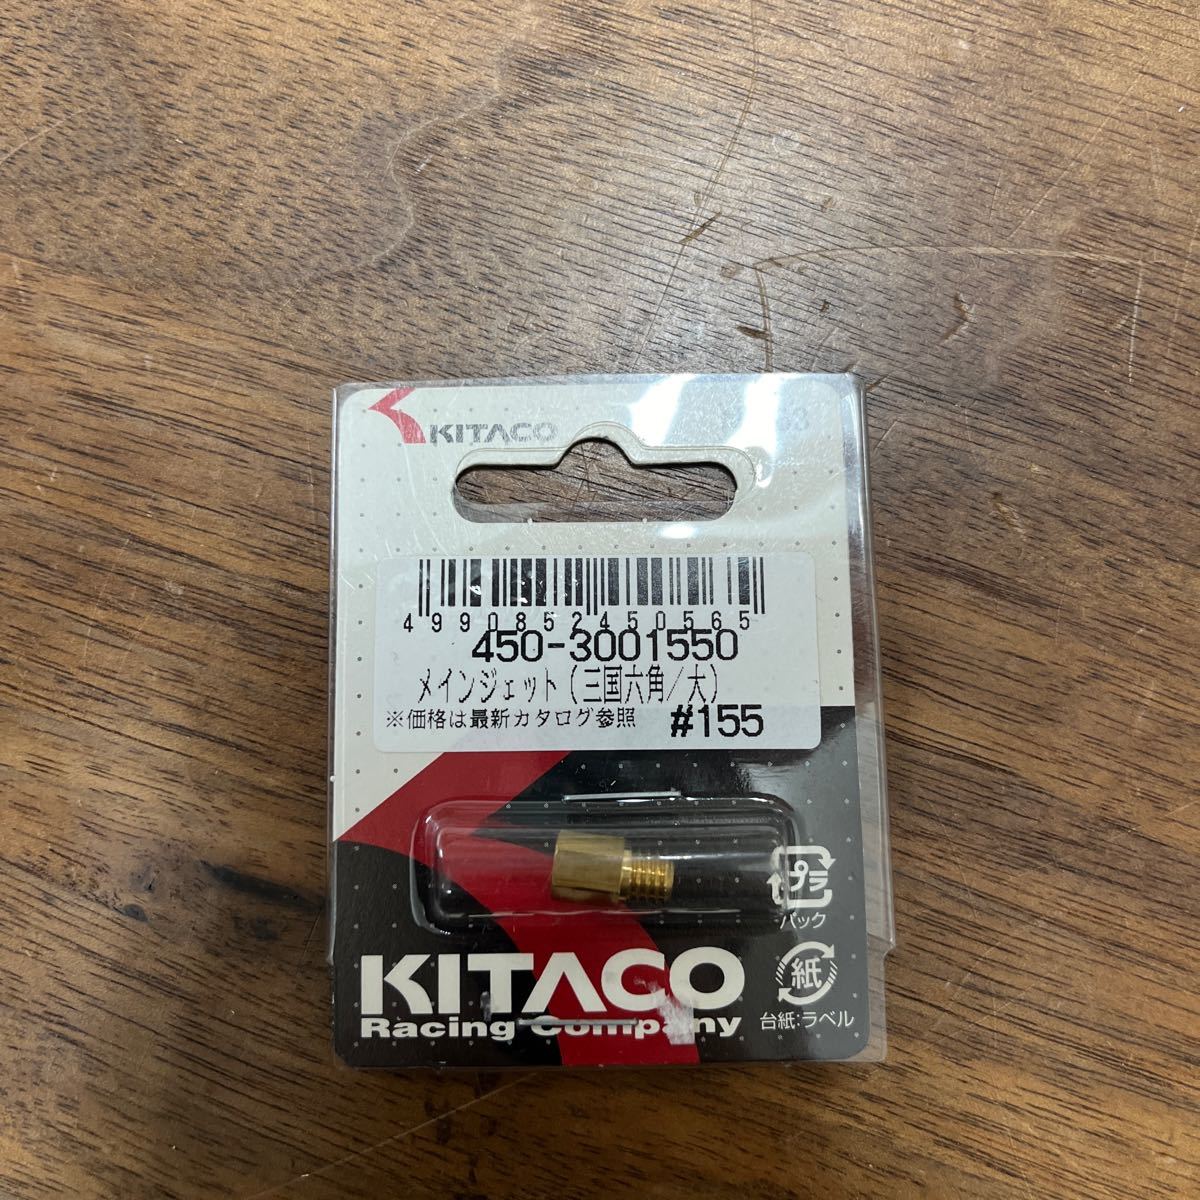 KITACO
4990852450565
450-3001550
メインジェット(三国六角/大)
※価格は最新カタログ参照 #155
プラ
パック
紙
台紙:ラベル
KITACO
Racing Company